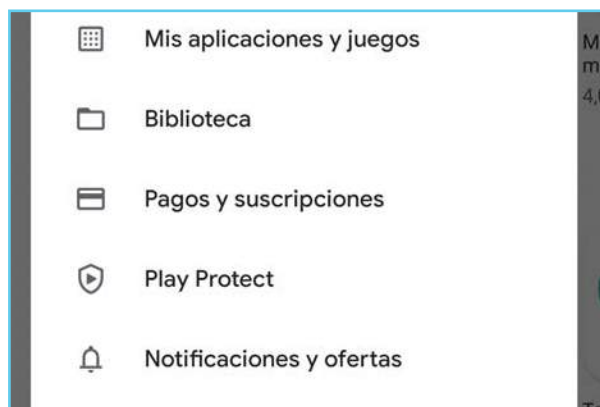 Mis aplicaciones y juegos
Biblioteca
Pagos y suscripciones
Play Protect
Notificaciones y ofertas